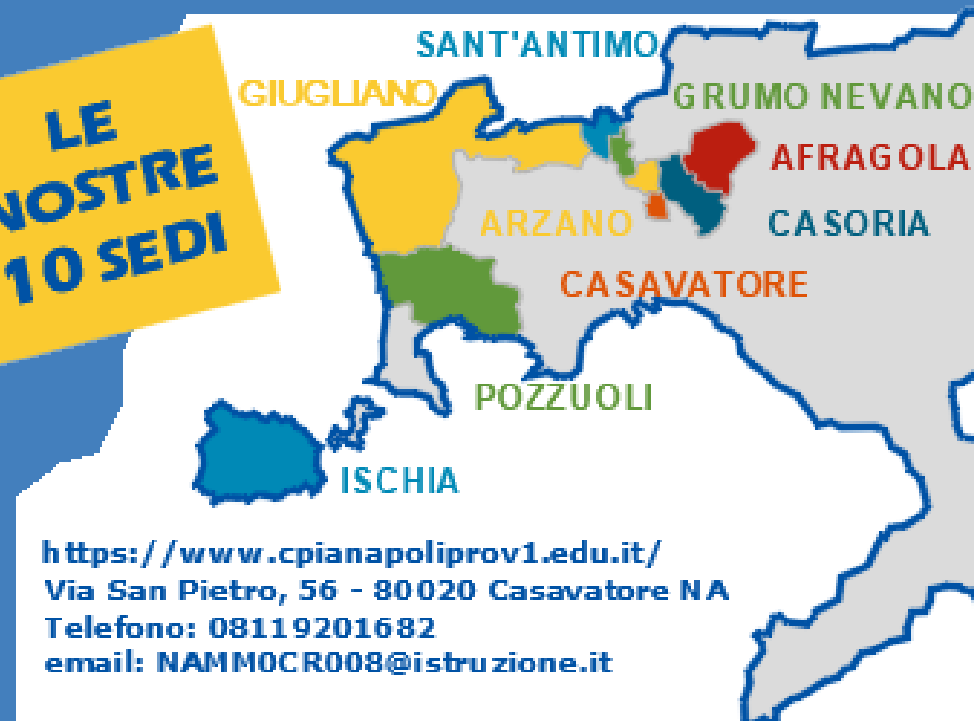 LE
NOSTRE
10 SEDI
SANT'ANTIMO
GIUGLIANO
GRUMO NEVANO
AFRAGOLA
ARZANO
CASORIA
CASAVATORE
POZZUOLI
ISCHIA
https://www.cpianapoliprov1.edu.it/
Via San Pietro, 56 - 80020 Casavatore NA
Telefono: 08119201682
email: NAMM0CR008@istruzione.it